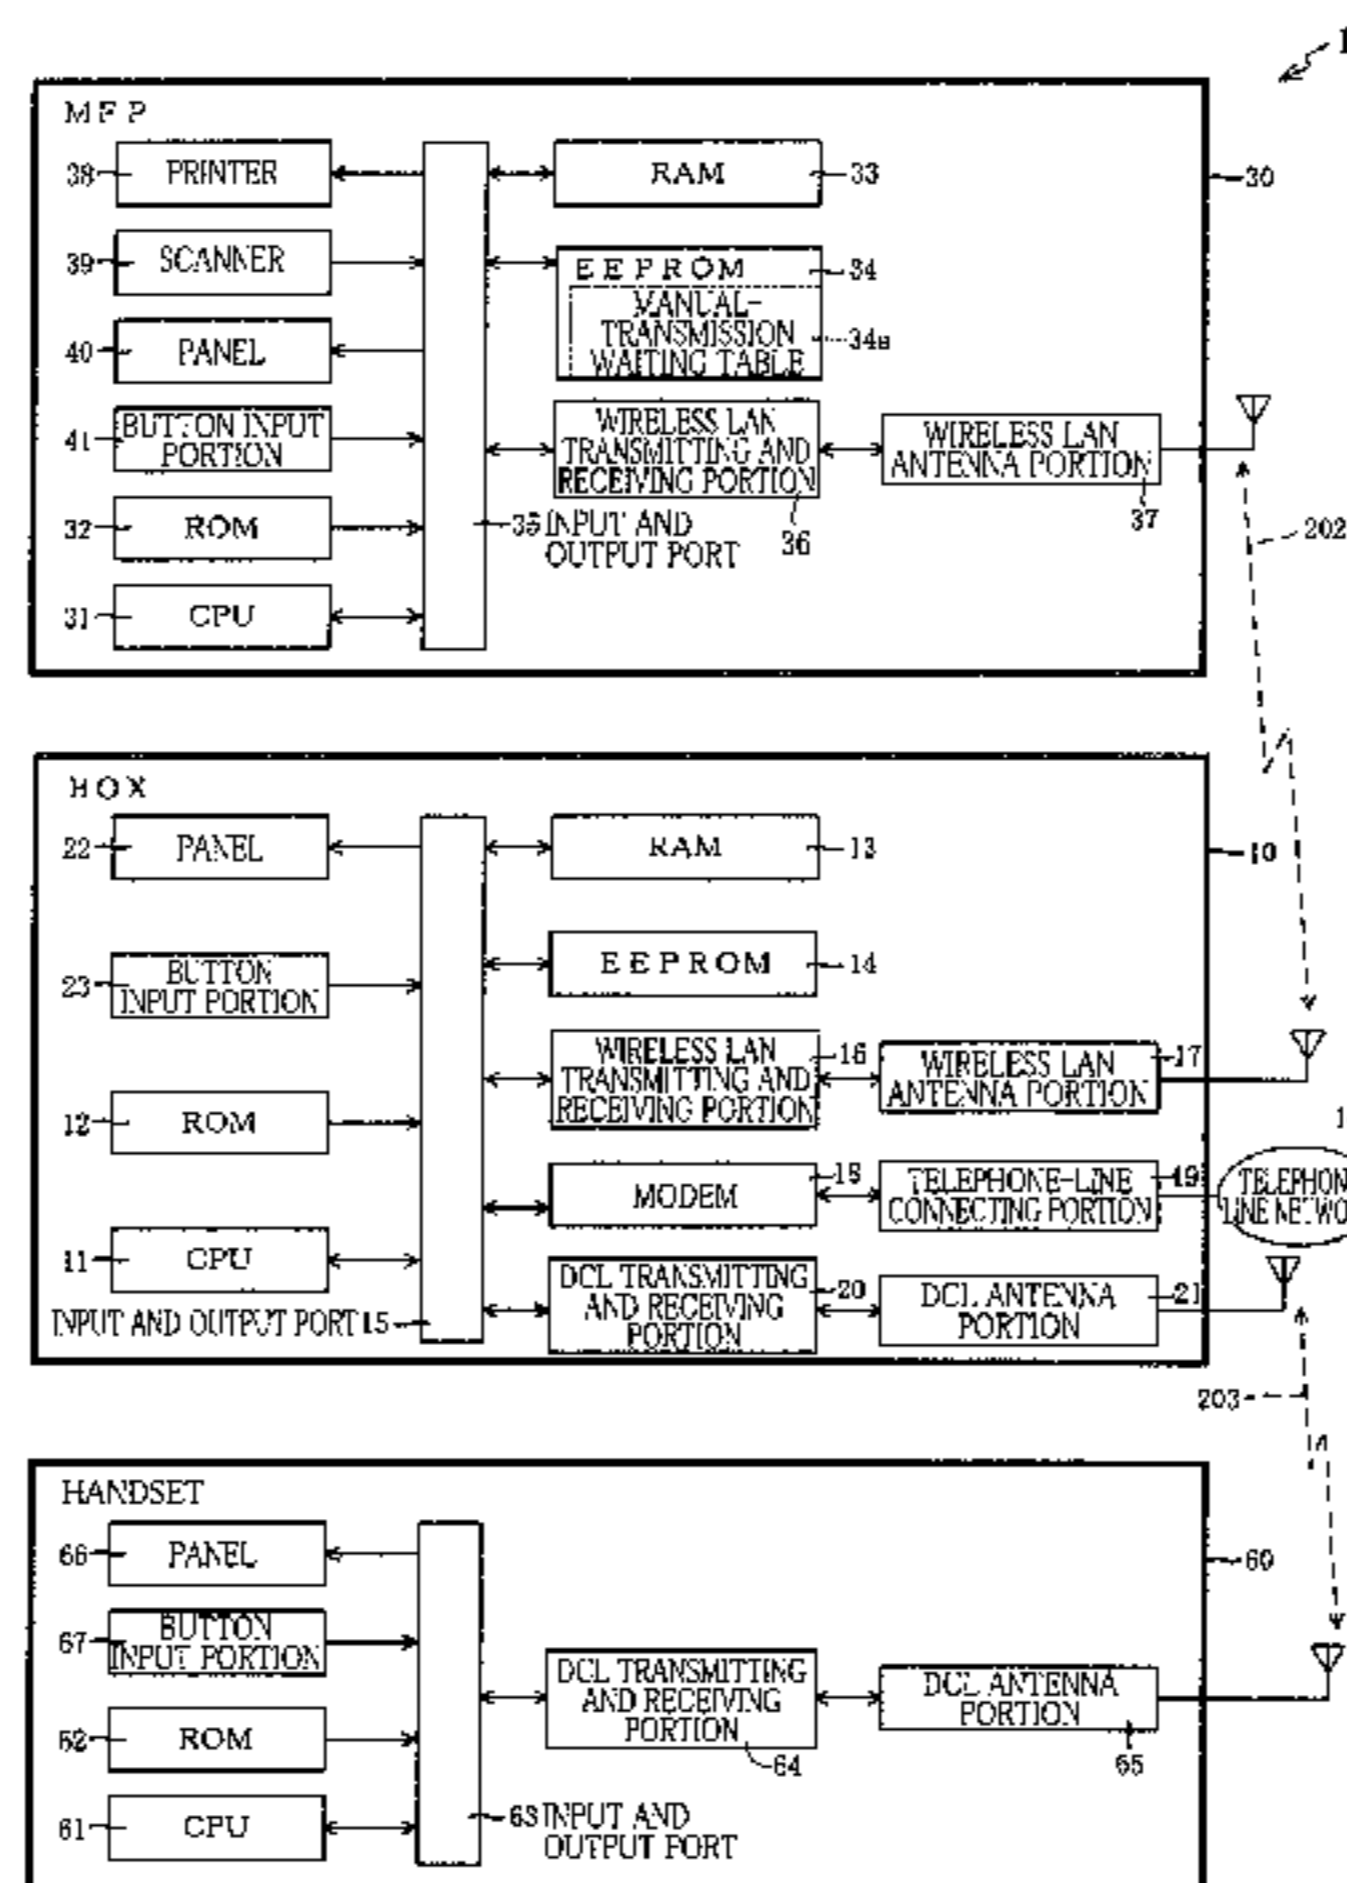 MFP
38 PRINTER
RAM 33
30
39 SCANNER
EEPROM 34
MANUAL-
TRANSMISSION
WAITING TABLE
34a
40 PANEL
41 BUTTON INPUT
PORTION
WIRELESS LAN
TRANSMITTING AND
RECEIVING PORTION
36
WIRELESS LAN
ANTENNA PORTION
37
202
32 ROM
35 INPUT AND
OUTPUT PORT
31 CPU
HOX
22 PANEL
RAM 13
10
23 BUTTON
INPUT PORTION
EEPROM 14
WIRELESS LAN
TRANSMITTING AND
RECEIVING PORTION
16
WIRELESS LAN
ANTENNA PORTION
17
12 ROM
MODEM 18
TELEPHONE-LINE
CONNECTING PORTION
19
TELEPHON
LINE NETWO
11 CPU
DCL TRANSMITTING
AND RECEIVING
PORTION
20
DCL ANTENNA
PORTION
21
INPUT AND OUTPUT PORT 15
203
HANDSET
66 PANEL
60
67 BUTTON
INPUT PORTION
DCL TRANSMITTING
AND RECEIVING
PORTION
64
DCL ANTENNA
PORTION
65
62 ROM
61 CPU
63 INPUT AND
OUTPUT PORT